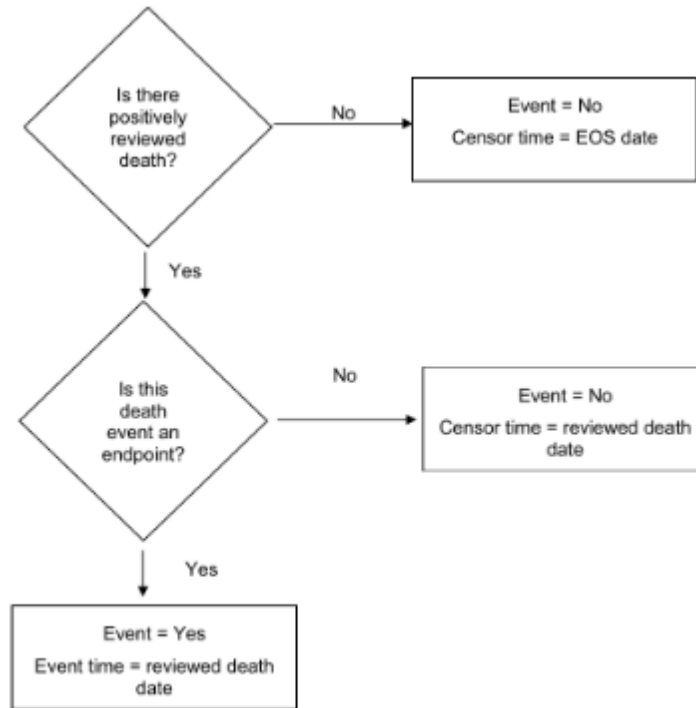 Is there
positively
reviewed
death?
No
Event = No
Censor time = EOS date
Yes
Is this
death
event an
endpoint?
No
Event = No
Censor time = reviewed death
date
Yes
Event = Yes
Event time = reviewed death
date